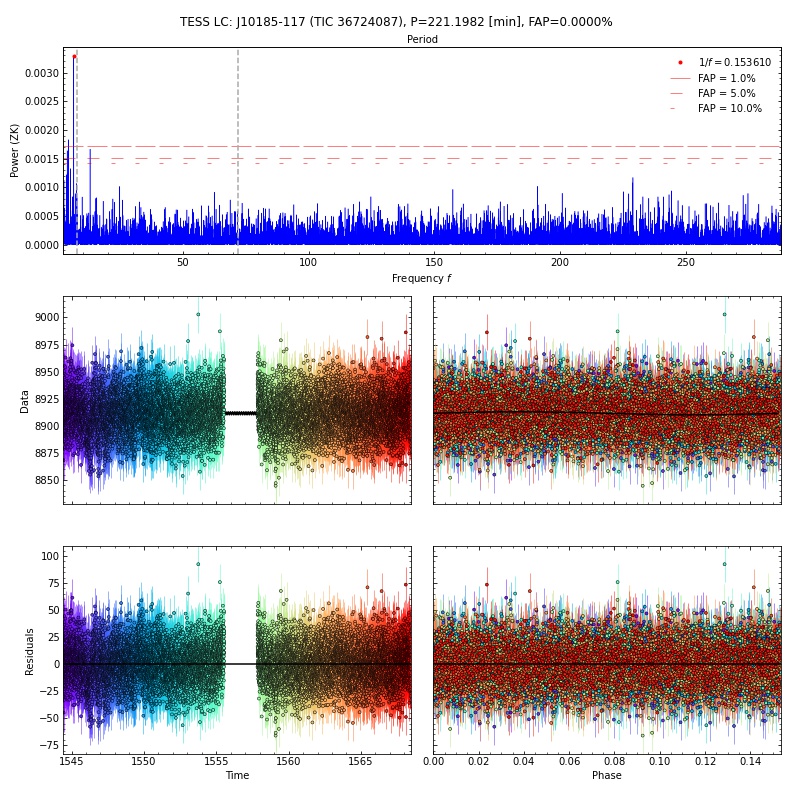 TESS LC: J10185-117 (TIC 36724087), P=221.1982 [min], FAP=0.0000%
Period
Power (ZK)
0.0030
0.0025
0.0020
0.0015
0.0010
0.0005
0.0000
1/f = 0.153610
FAP = 1.0%
FAP = 5.0%
FAP = 10.0%
50 100 150 200 250
Frequency f
Data
9000
8975
8950
8925
8900
8875
8850
Residuals
100
75
50
25
0
−25
−50
−75
1545 1550 1555 1560 1565
Time
0.00 0.02 0.04 0.06 0.08 0.10 0.12 0.14
Phase